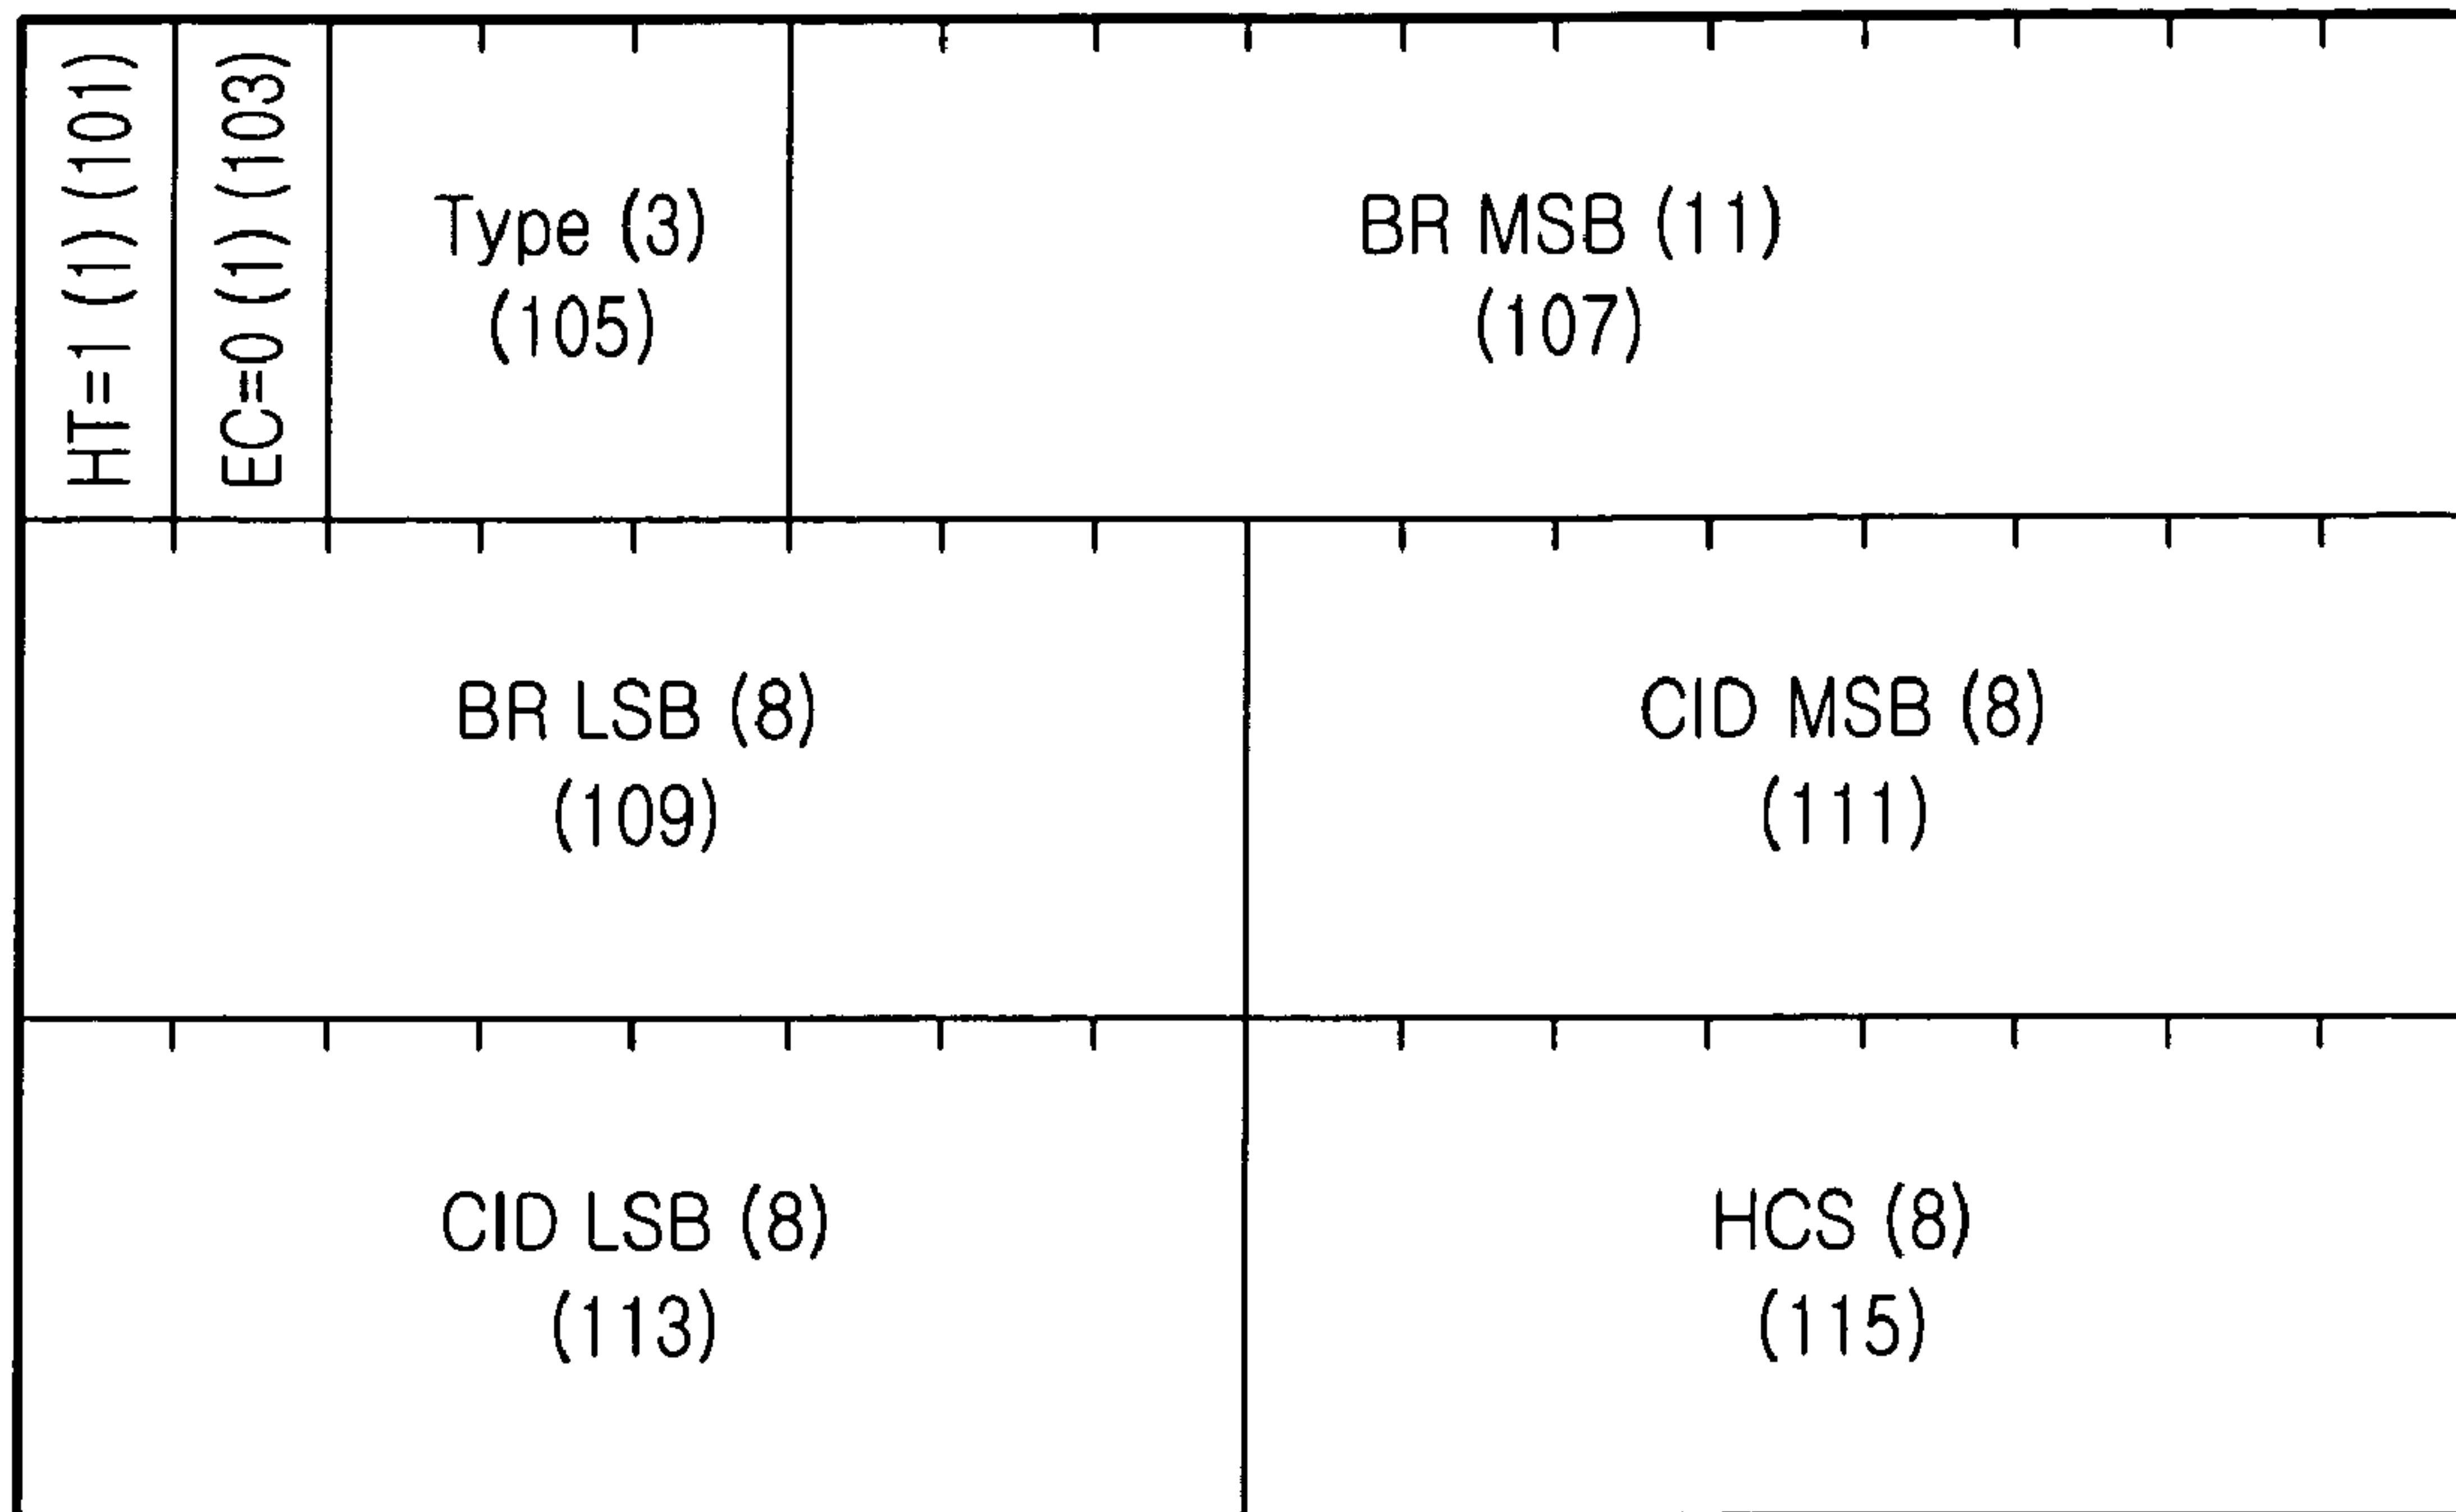 HT=1 (1) (101)
EC=0 (1) (103)
Type (3)
(105)
BR MSB (11)
(107)
BR LSB (8)
(109)
CID MSB (8)
(111)
CID LSB (8)
(113)
HCS (8)
(115)